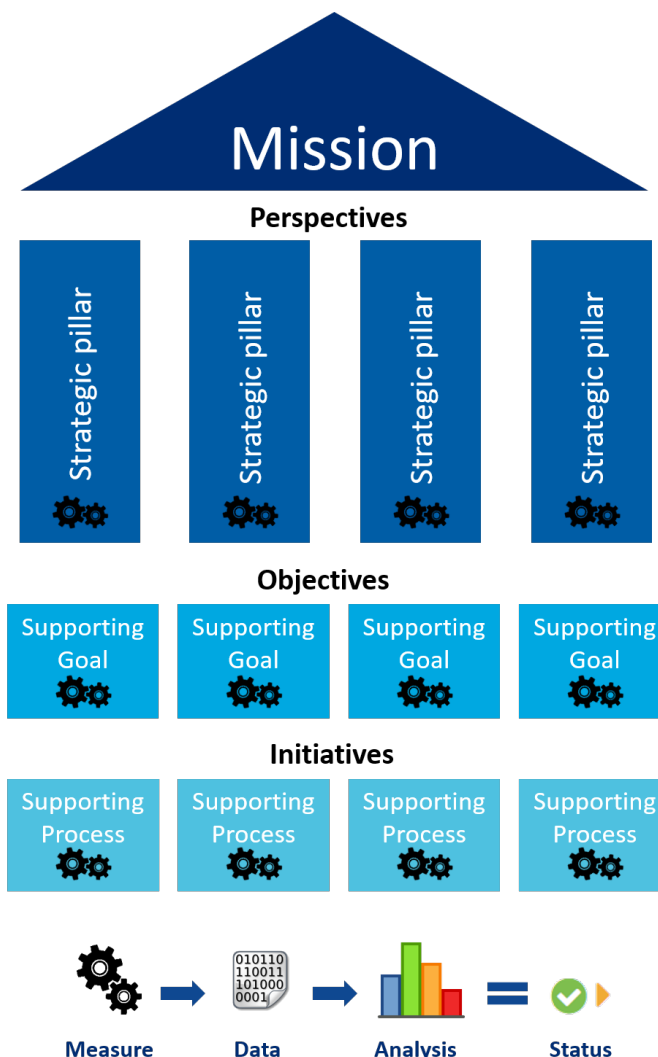 Mission
Perspectives
Strategic pillar
Strategic pillar
Strategic pillar
Strategic pillar
Objectives
Supporting
Goal
Supporting
Goal
Supporting
Goal
Supporting
Goal
Initiatives
Supporting
Process
Supporting
Process
Supporting
Process
Supporting
Process
010110
110011
101000
0001
Measure
Data
Analysis
Status